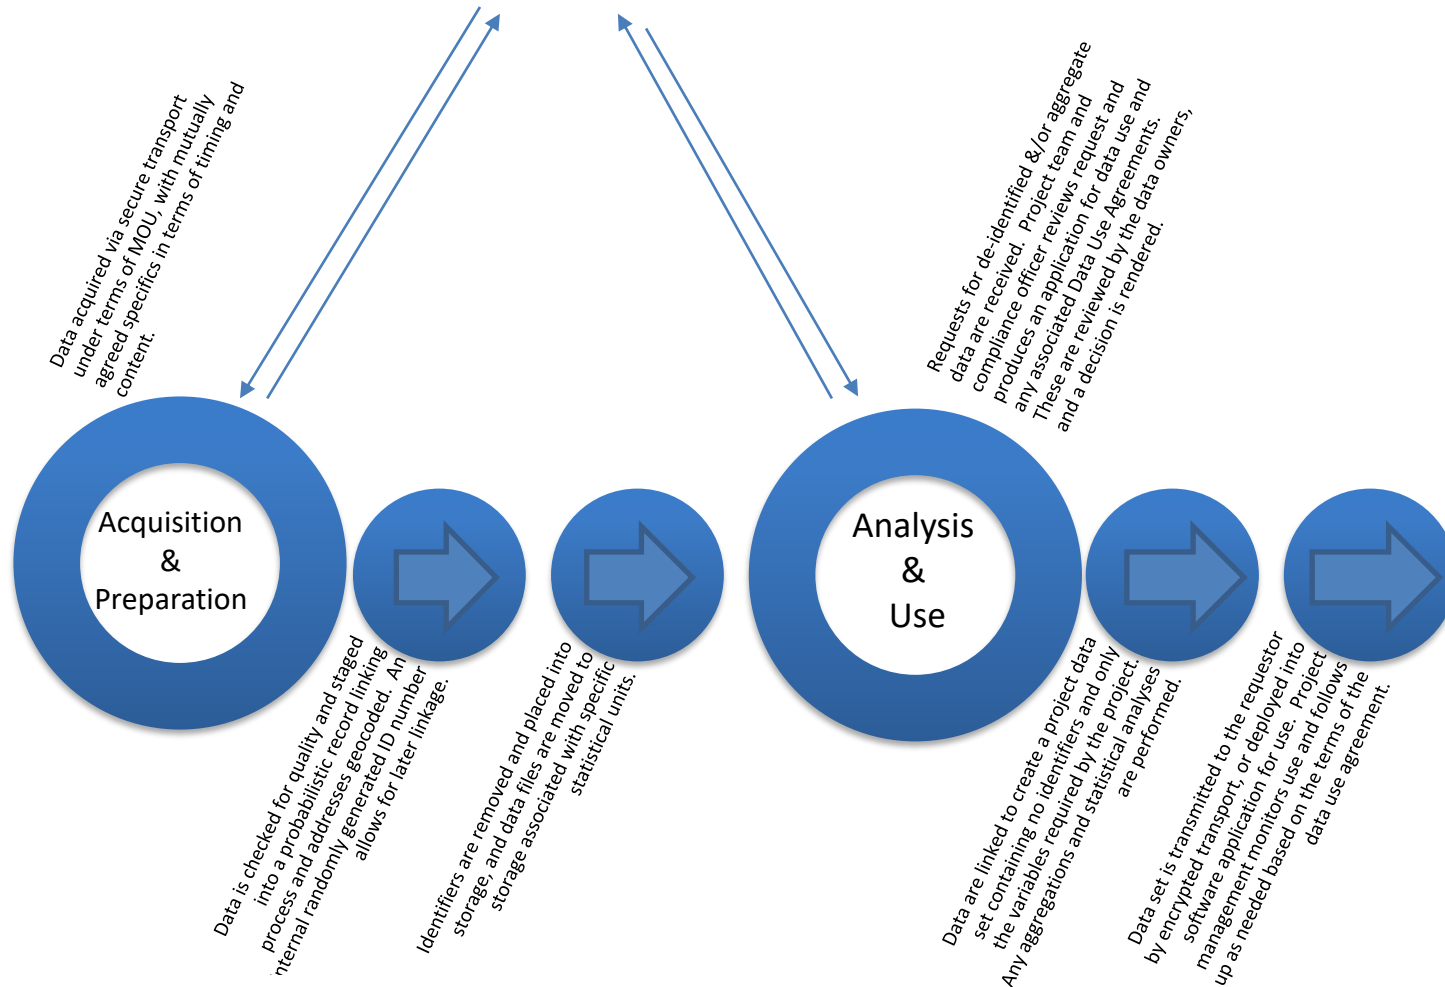 Data acquired via secure transport
under terms of MOU, with mutually
agreed specifics in terms of timing and
content.
Acquisition
&
Preparation
Data is checked for quality and staged
into a probabilistic record linking
process and addresses geocoded.  An
internal randomly generated ID number
allows for later linkage.
Identifiers are removed and placed into
storage, and data files are moved to
storage associated with specific
statistical units.
Requests for de-identified &/or aggregate
data are received.  Project team and
compliance officer reviews request and
produces an application for data use and
any associated Data Use Agreements.
These are reviewed by the data owners,
and a decision is rendered.
Analysis
&
Use
Data are linked to create a project data
set containing no identifiers and only
the variables required by the project.
Any aggregations and statistical analyses
are performed.
Data set is transmitted to the requestor
by encrypted transport, or deployed into
software application for use.  Project
management monitors use and follows
up as needed based on the terms of the
data use agreement.